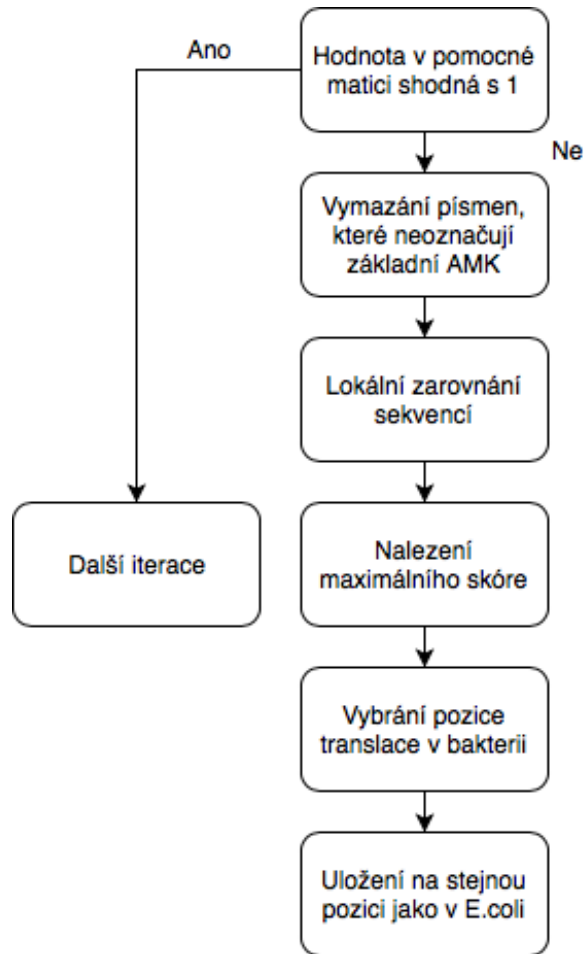 Ano
Hodnota v pomocné
matici shodná s 1
Ne
Vymazání písmen,
které neoznačují
základní AMK
Lokální zarovnání
sekvencí
Další iterace
Nalezení
maximálního skóre
Vybrání pozice
translace v bakterii
Uložení na stejnou
pozici jako v E.coli